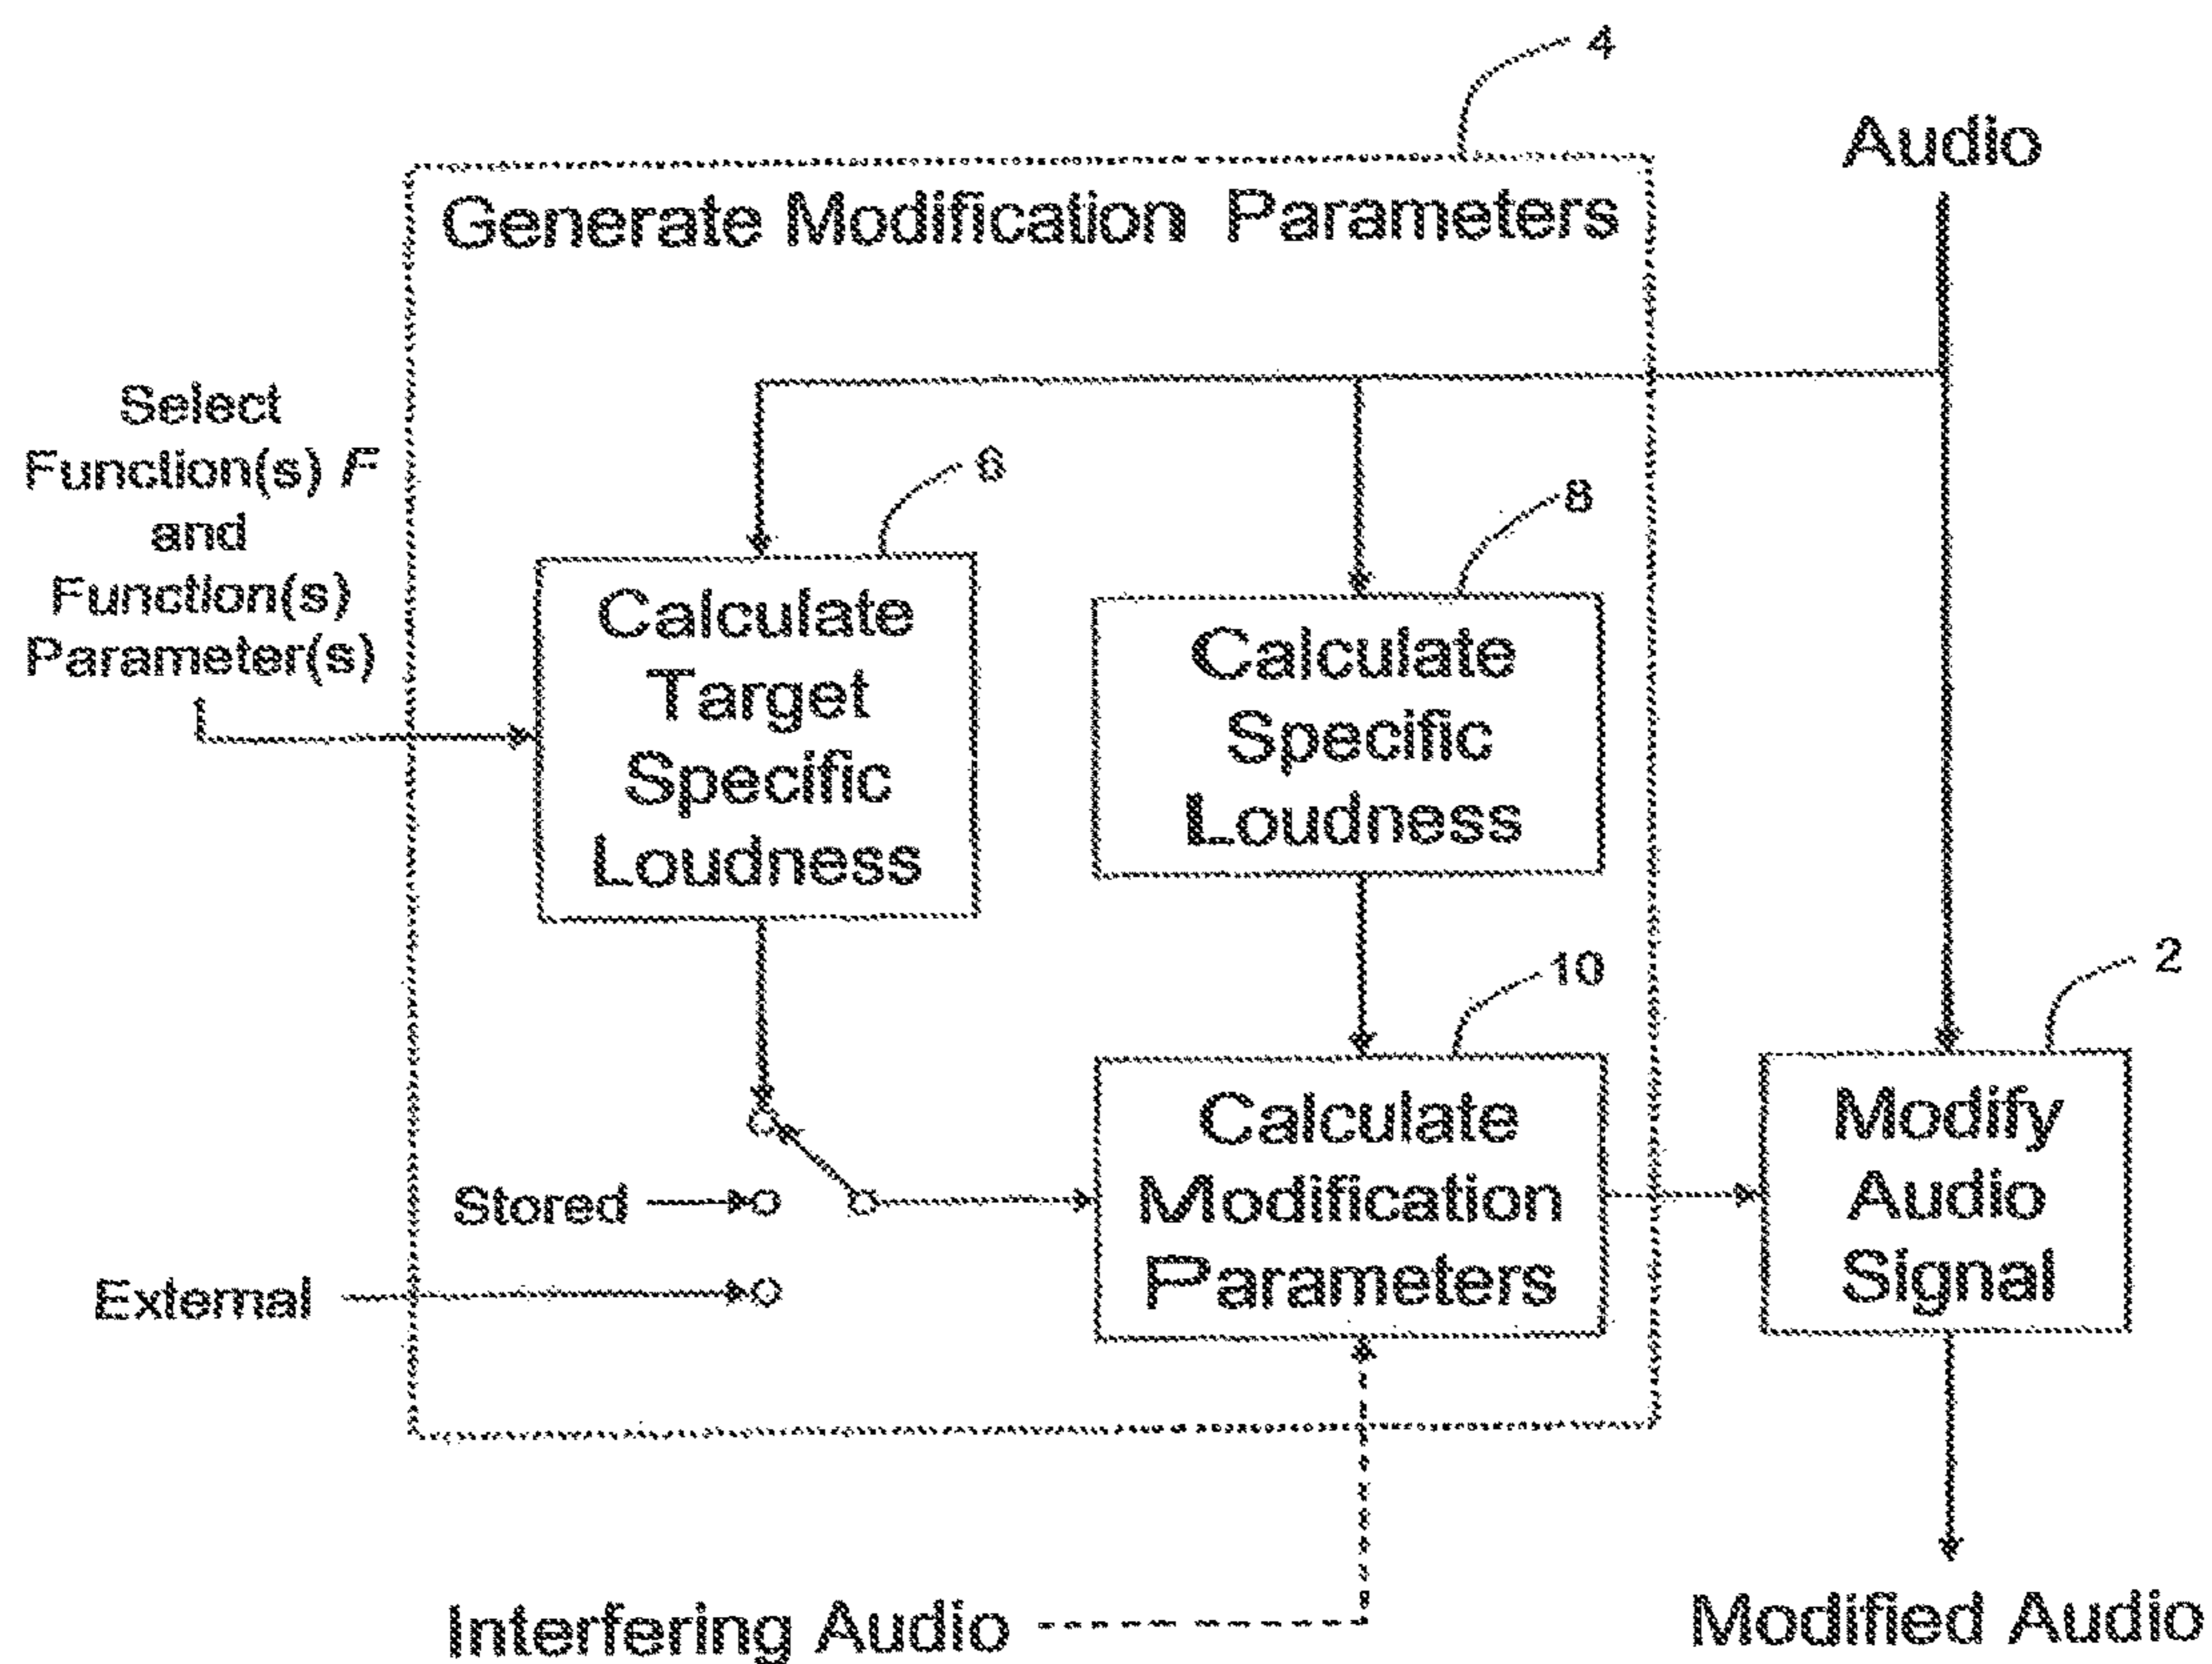 4
Audio
Generate Modification Parameters
Select
Function(s) F
and
Function(s)
Parameter(s)
6
8
Calculate
Target
Specific
Loudness
Calculate
Specific
Loudness
10
2
Calculate
Modification
Parameters
Modify
Audio
Signal
Stored
External
Interfering Audio
Modified Audio